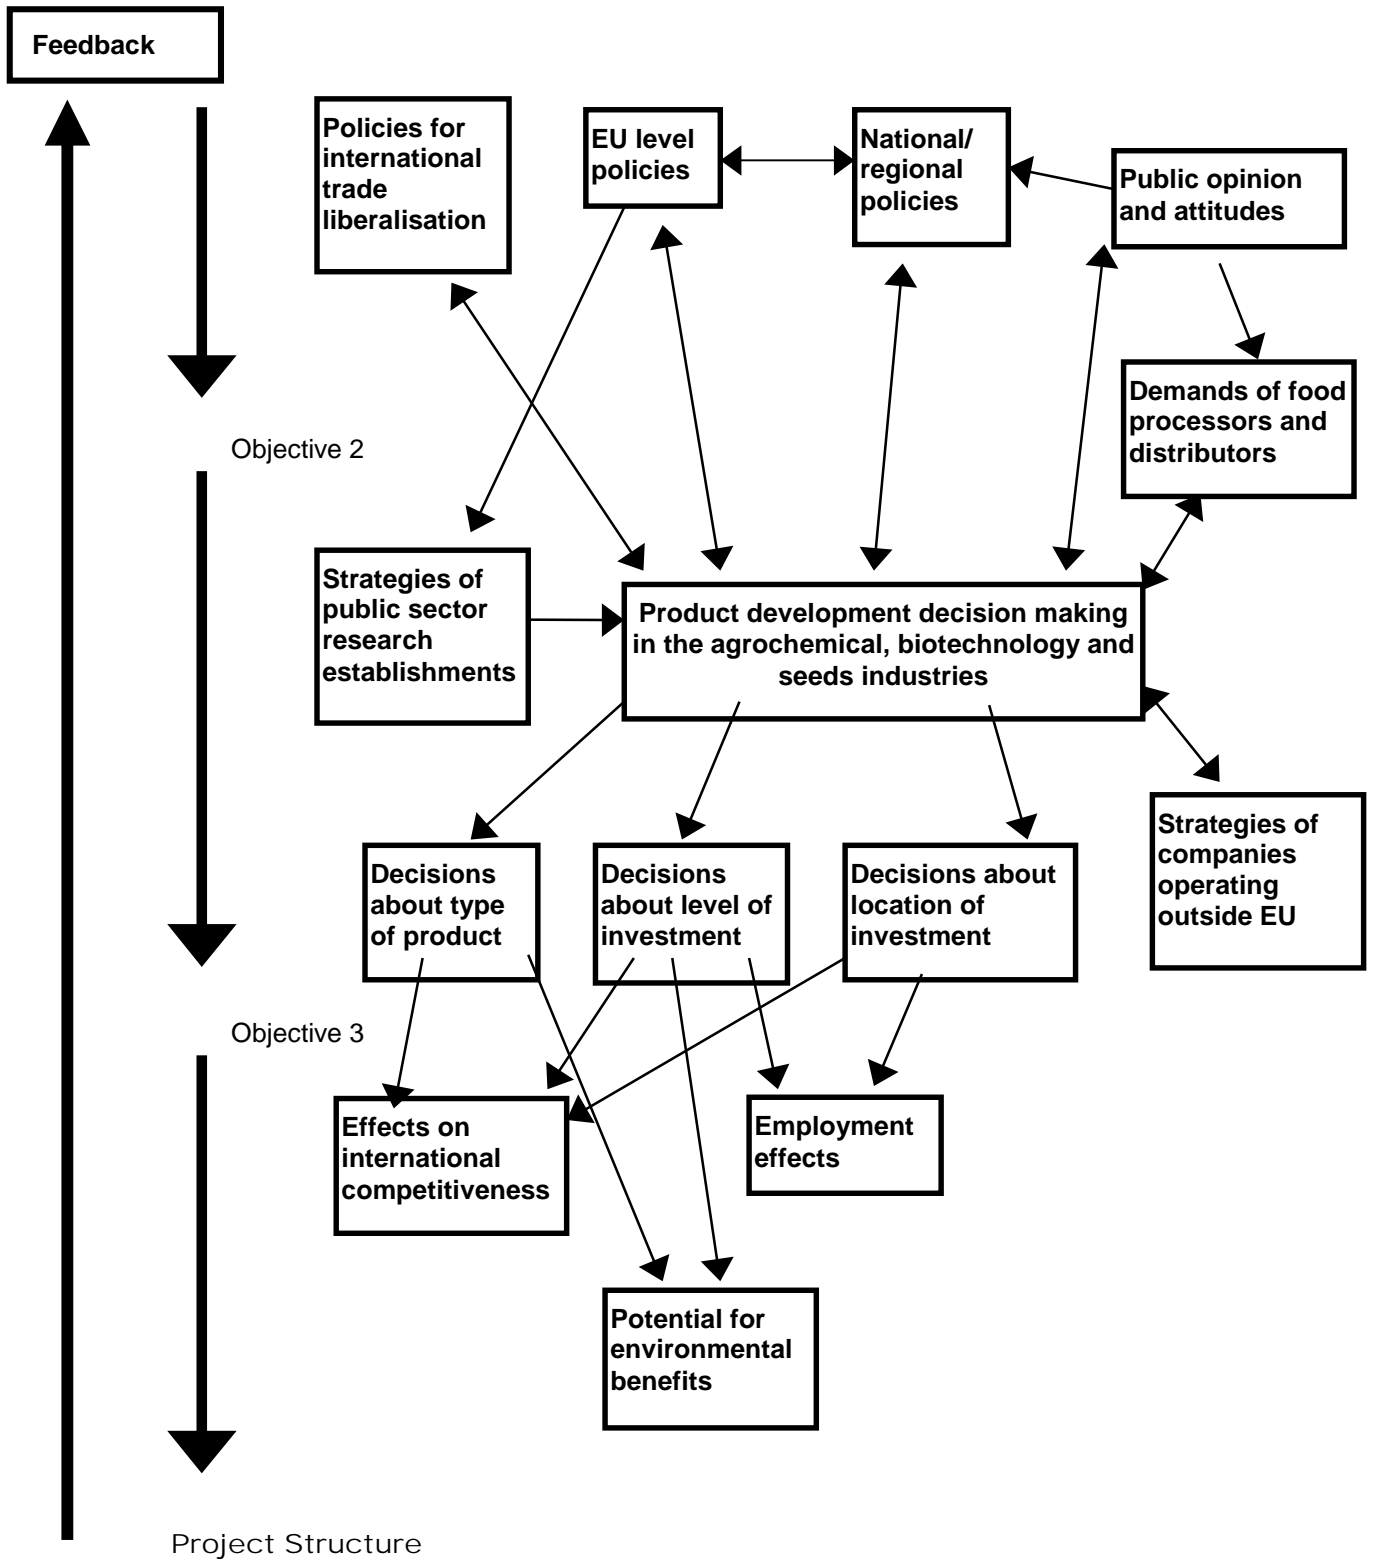 Feedback
Policies for
international
trade
liberalisation
EU level
policies
National/
regional
policies
Public opinion
and attitudes
Demands of food
processors and
distributors
Objective 2
Strategies of
public sector
research
establishments
Product development decision making
in the agrochemical, biotechnology and
seeds industries
Strategies of
companies
operating
outside EU
Decisions
about type
of product
Decisions
about level of
investment
Decisions about
location of
investment
Objective 3
Effects on
international
competitiveness
Employment
effects
Potential for
environmental
benefits
Project Structure